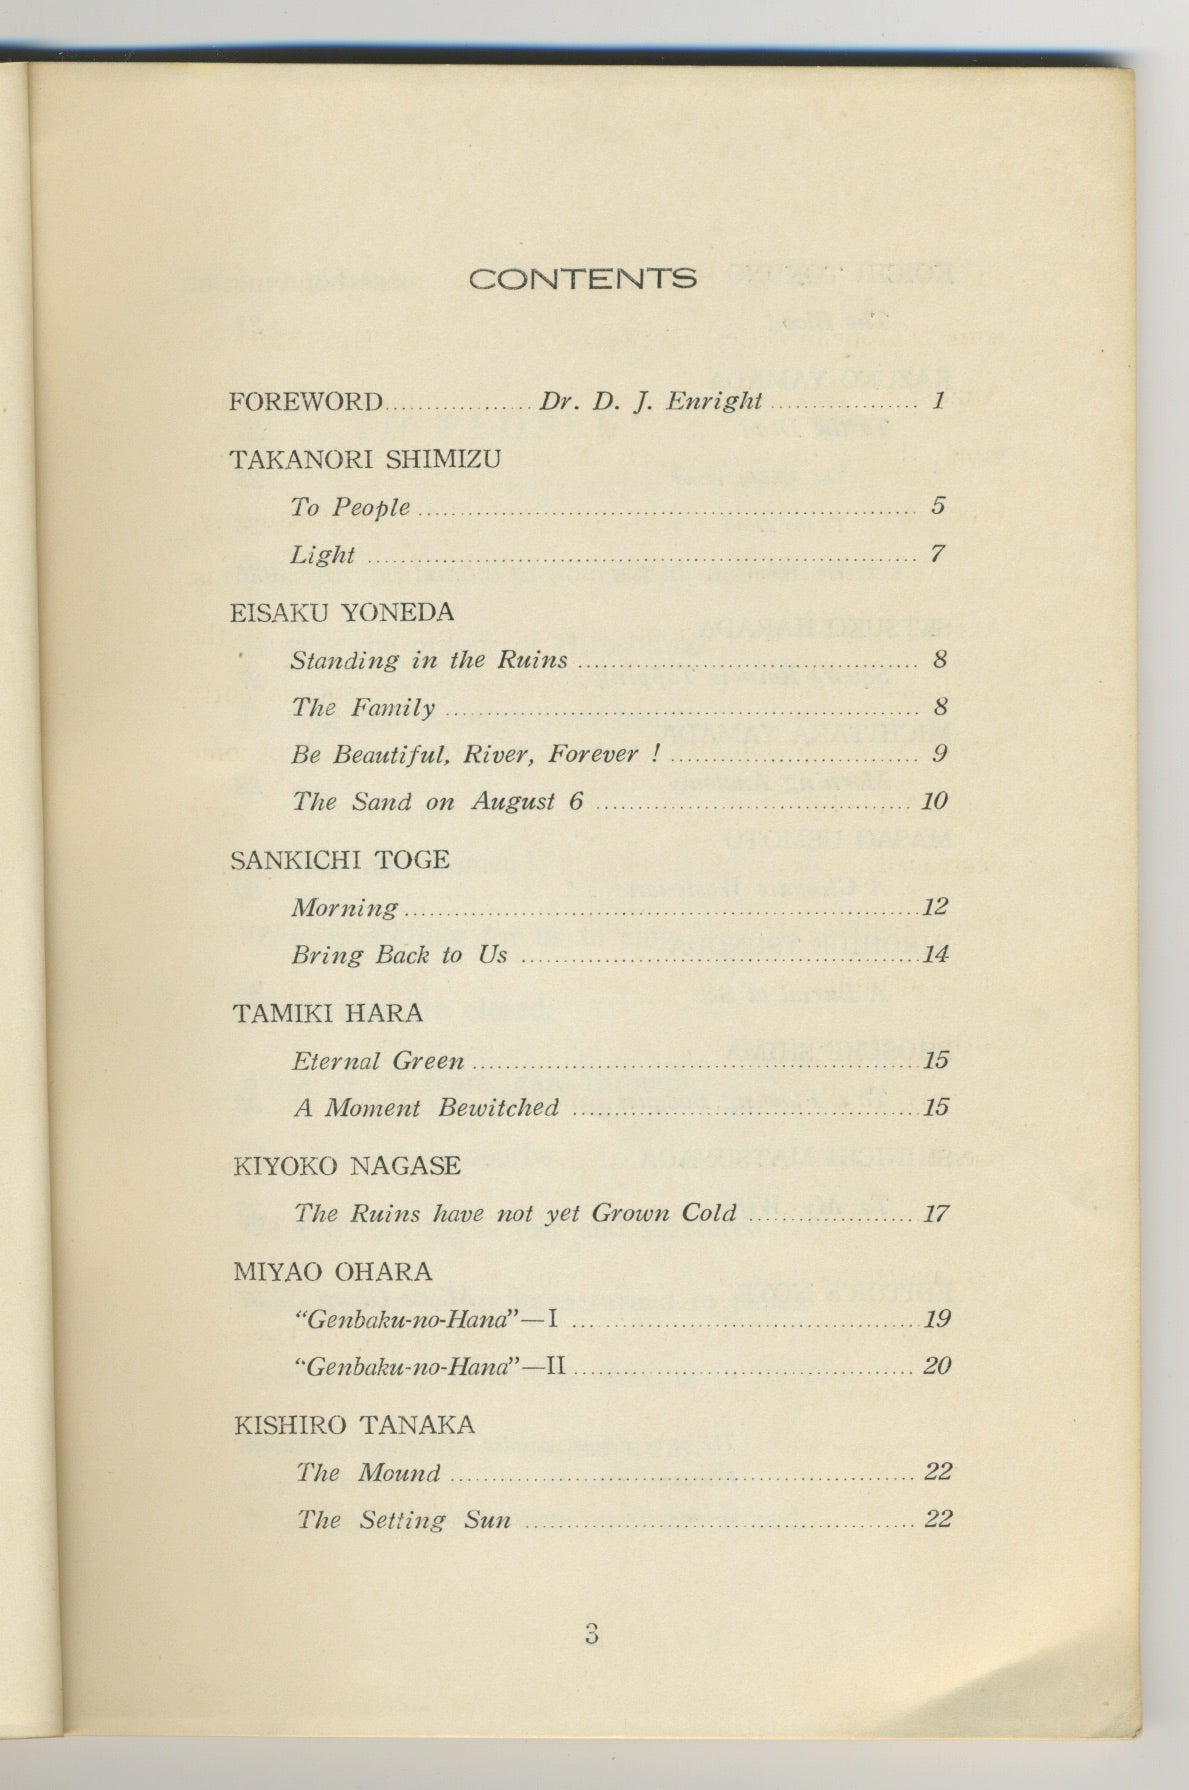 CONTENTS
FOREWORD.................. Dr. D. J. Enright .................. 1
TAKANORI SHIMIZU
To People ............................................................ 5
Light .................................................................. 7
EISAKU YONEDA
Standing in the Ruins ......................................... 8
The Family ......................................................... 8
Be Beautiful, River, Forever ! .............................. 9
The Sand on August 6 ...................................... 10
SANKICHI TOGE
Morning.............................................................. 12
Bring Back to Us ................................................ 14
TAMIKI HARA
Eternal Green ..................................................... 15
A Moment Bewitched .......................................... 15
KIYOKO NAGASE
The Ruins have not yet Grown Cold .................... 17
MIYAO OHARA
“Genbaku-no-Hana”—I .......................................... 19
“Genbaku-no-Hana”—II ......................................... 20
KISHIRO TANAKA
The Mound ........................................................ 22
The Setting Sun ............................................... 22
3